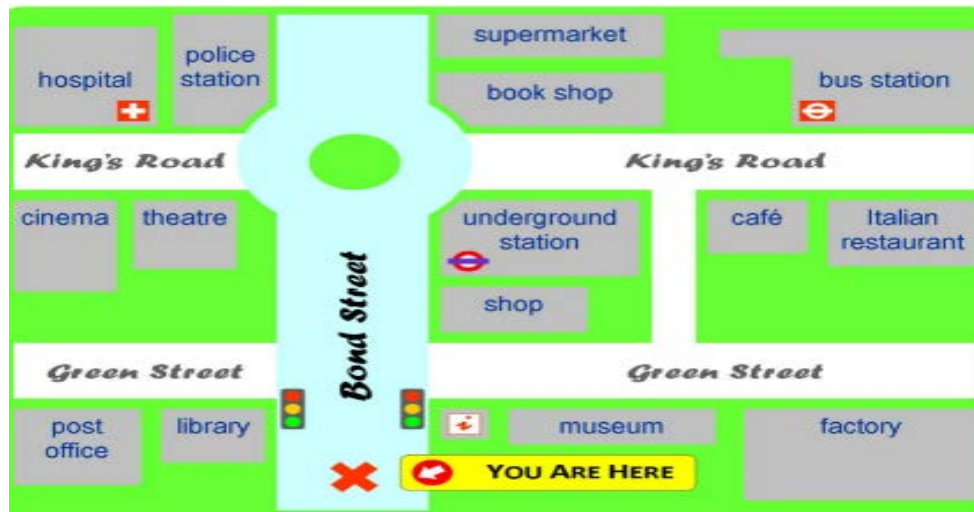 hospital
police
station
supermarket
book shop
bus station
King's Road
King's Road
cinema
theatre
underground
station
café
Italian
restaurant
shop
Bond Street
Green Street
Green Street
post
office
library
i
museum
factory
YOU ARE HERE